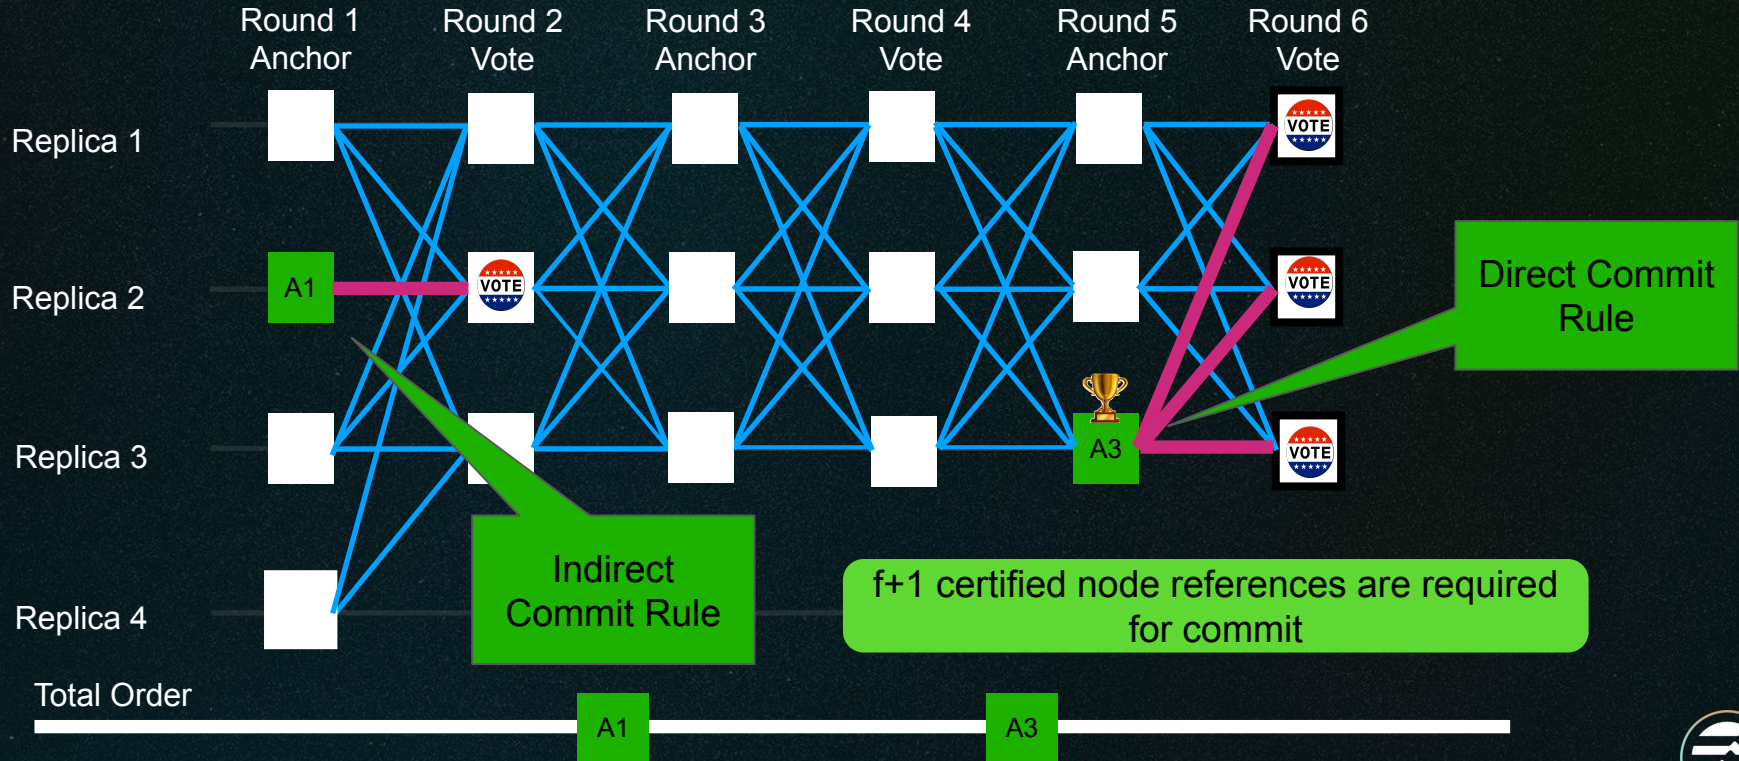 Round 1
Anchor
Round 2
Vote
Round 3
Anchor
Round 4
Vote
Round 5
Anchor
Round 6
Vote
Replica 1
VOTE
Replica 2
A1
VOTE
VOTE
Direct Commit
Rule
Replica 3
A3
VOTE
Indirect
Commit Rule
f+1 certified node references are required
for commit
Replica 4
Total Order
A1
A3